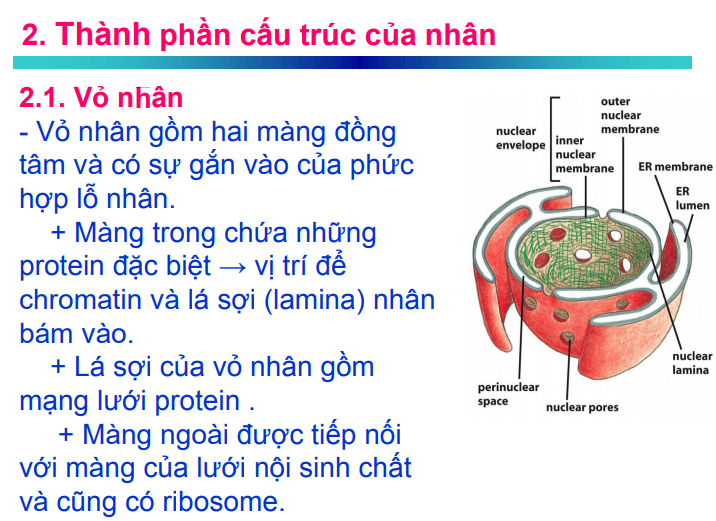 2. Thành phần cấu trúc của nhân
2.1. Vỏ nhân
- Vỏ nhân gồm hai màng đồng
tâm và có sự gắn vào của phức
hợp lỗ nhân.
+ Màng trong chứa những
protein đặc biệt → vị trí để
chromatin và lá sợi (lamina) nhân
bám vào.
+ Lá sợi của vỏ nhân gồm
mạng lưới protein .
+ Màng ngoài được tiếp nối
với màng của lưới nội sinh chất
và cũng có ribosome.
outer
nuclear
membrane
nuclear
envelope
inner
nuclear
membrane
ER membrane
ER
lumen
nuclear
lamina
perinuclear
space
nuclear pores